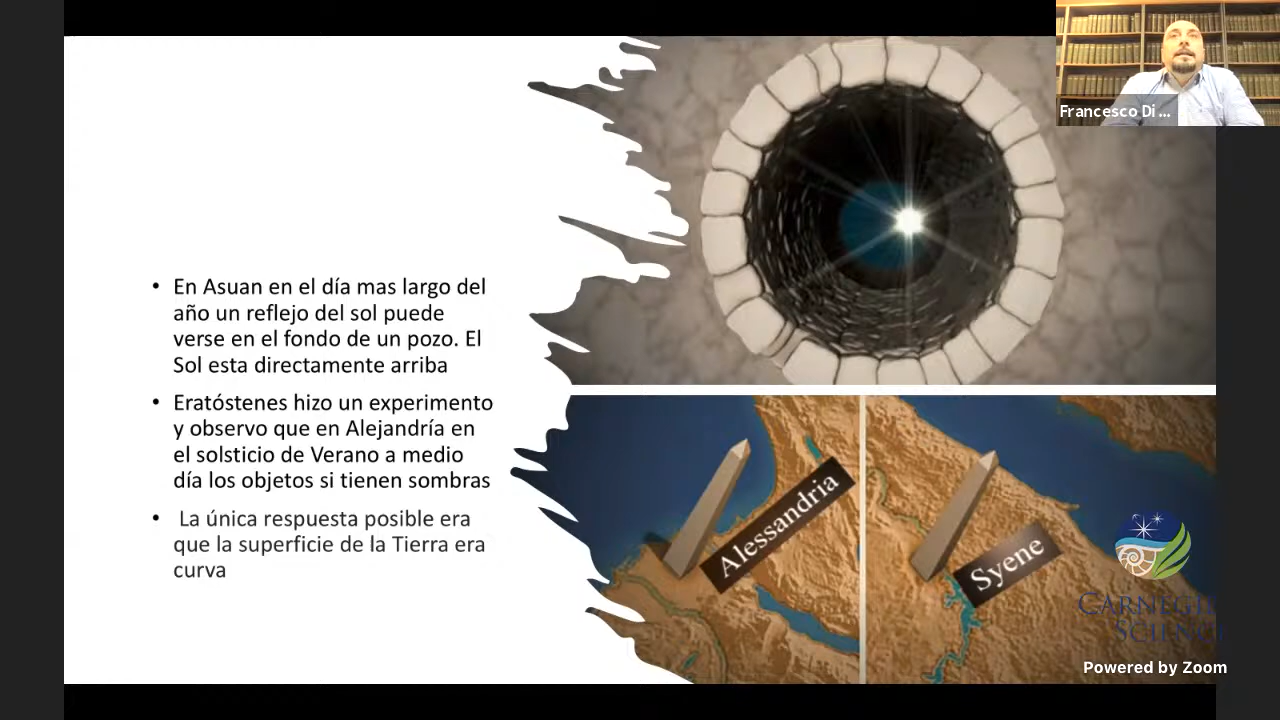 Francesco Di ...
• En Asuan en el día mas largo del
año un reflejo del sol puede
verse en el fondo de un pozo. El
Sol esta directamente arriba
• Eratóstenes hizo un experimento
y observo que en Alejandría en
el solsticio de Verano a medio
día los objetos si tienen sombras
• La única respuesta posible era
que la superficie de la Tierra era
curva
Alessandria
Syene
CARNEGIE
SCIENCE
Powered by Zoom